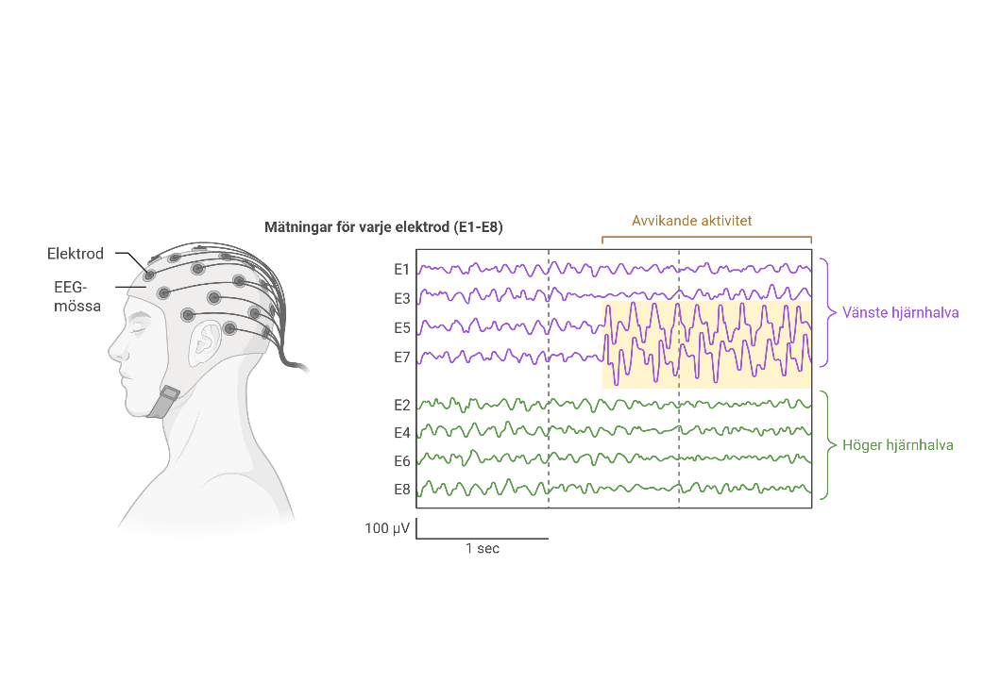 Avvikande aktivitet
Mätningar för varje elektrod (E1-E8)
Elektrod
EEG-
mössa
E1
E3
E5
E7
E2
E4
E6
E8
Vänste hjärnhalva
Höger hjärnhalva
100 µV
1 sec